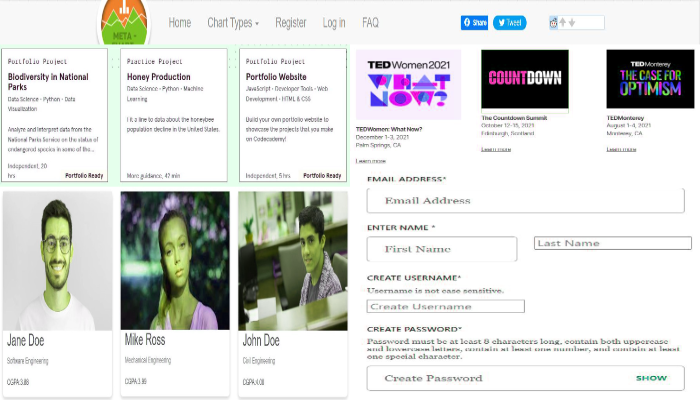 META -
Home
Chart Types
Register
Log in
FAQ
Share
Tweet
Portfolio Project
Biodiversity in National
Parks
Data Science - Python - Data
Visualization
Analyze and interpret data from the
National Parks Service on the status of
endangered species in some of the...
Independent, 20
hrs
Portfolio Ready
Practice Project
Honey Production
Data Science - Python - Machine
Learning
Fit a line to data about the honeybee
population decline in the United States.
More guidance, 42 min
Portfolio Project
Portfolio Website
JavaScript - Developer Tools - Web
Development - HTML & CSS
Build your own portfolio website to
showcase the projects that you make
on Codecademy!
Independent, 5 hrs
Portfolio Ready
TEDWomen2021
WHAT
NOW?
TEDWomen: What Now?
December 1-3, 2021
Palm Springs, CA
Learn more
COUNTDOWN
The Countdown Summit
October 12-15, 2021
Edinburgh, Scotland
Learn more
TEDMonterey
THE CASE FOR
OPTIMISM
TEDMonterey
August 1-4, 2021
Monterey, CA
Learn more
Jane Doe
Software Engineering
CGPA:3.88
Mike Ross
Mechanical Engineering
CGPA:3.95
John Doe
Civil Engineering
CGPA:4.00
EMAIL ADDRESS*
Email Address
ENTER NAME *
First Name
Last Name
CREATE USERNAME*
Username is not case sensitive.
Create Username
CREATE PASSWORD*
Password must be at least 8 characters long, contain both uppercase
and lowercase letters, contain at least one number, and contain at least
one special character.
Create Password
SHOW